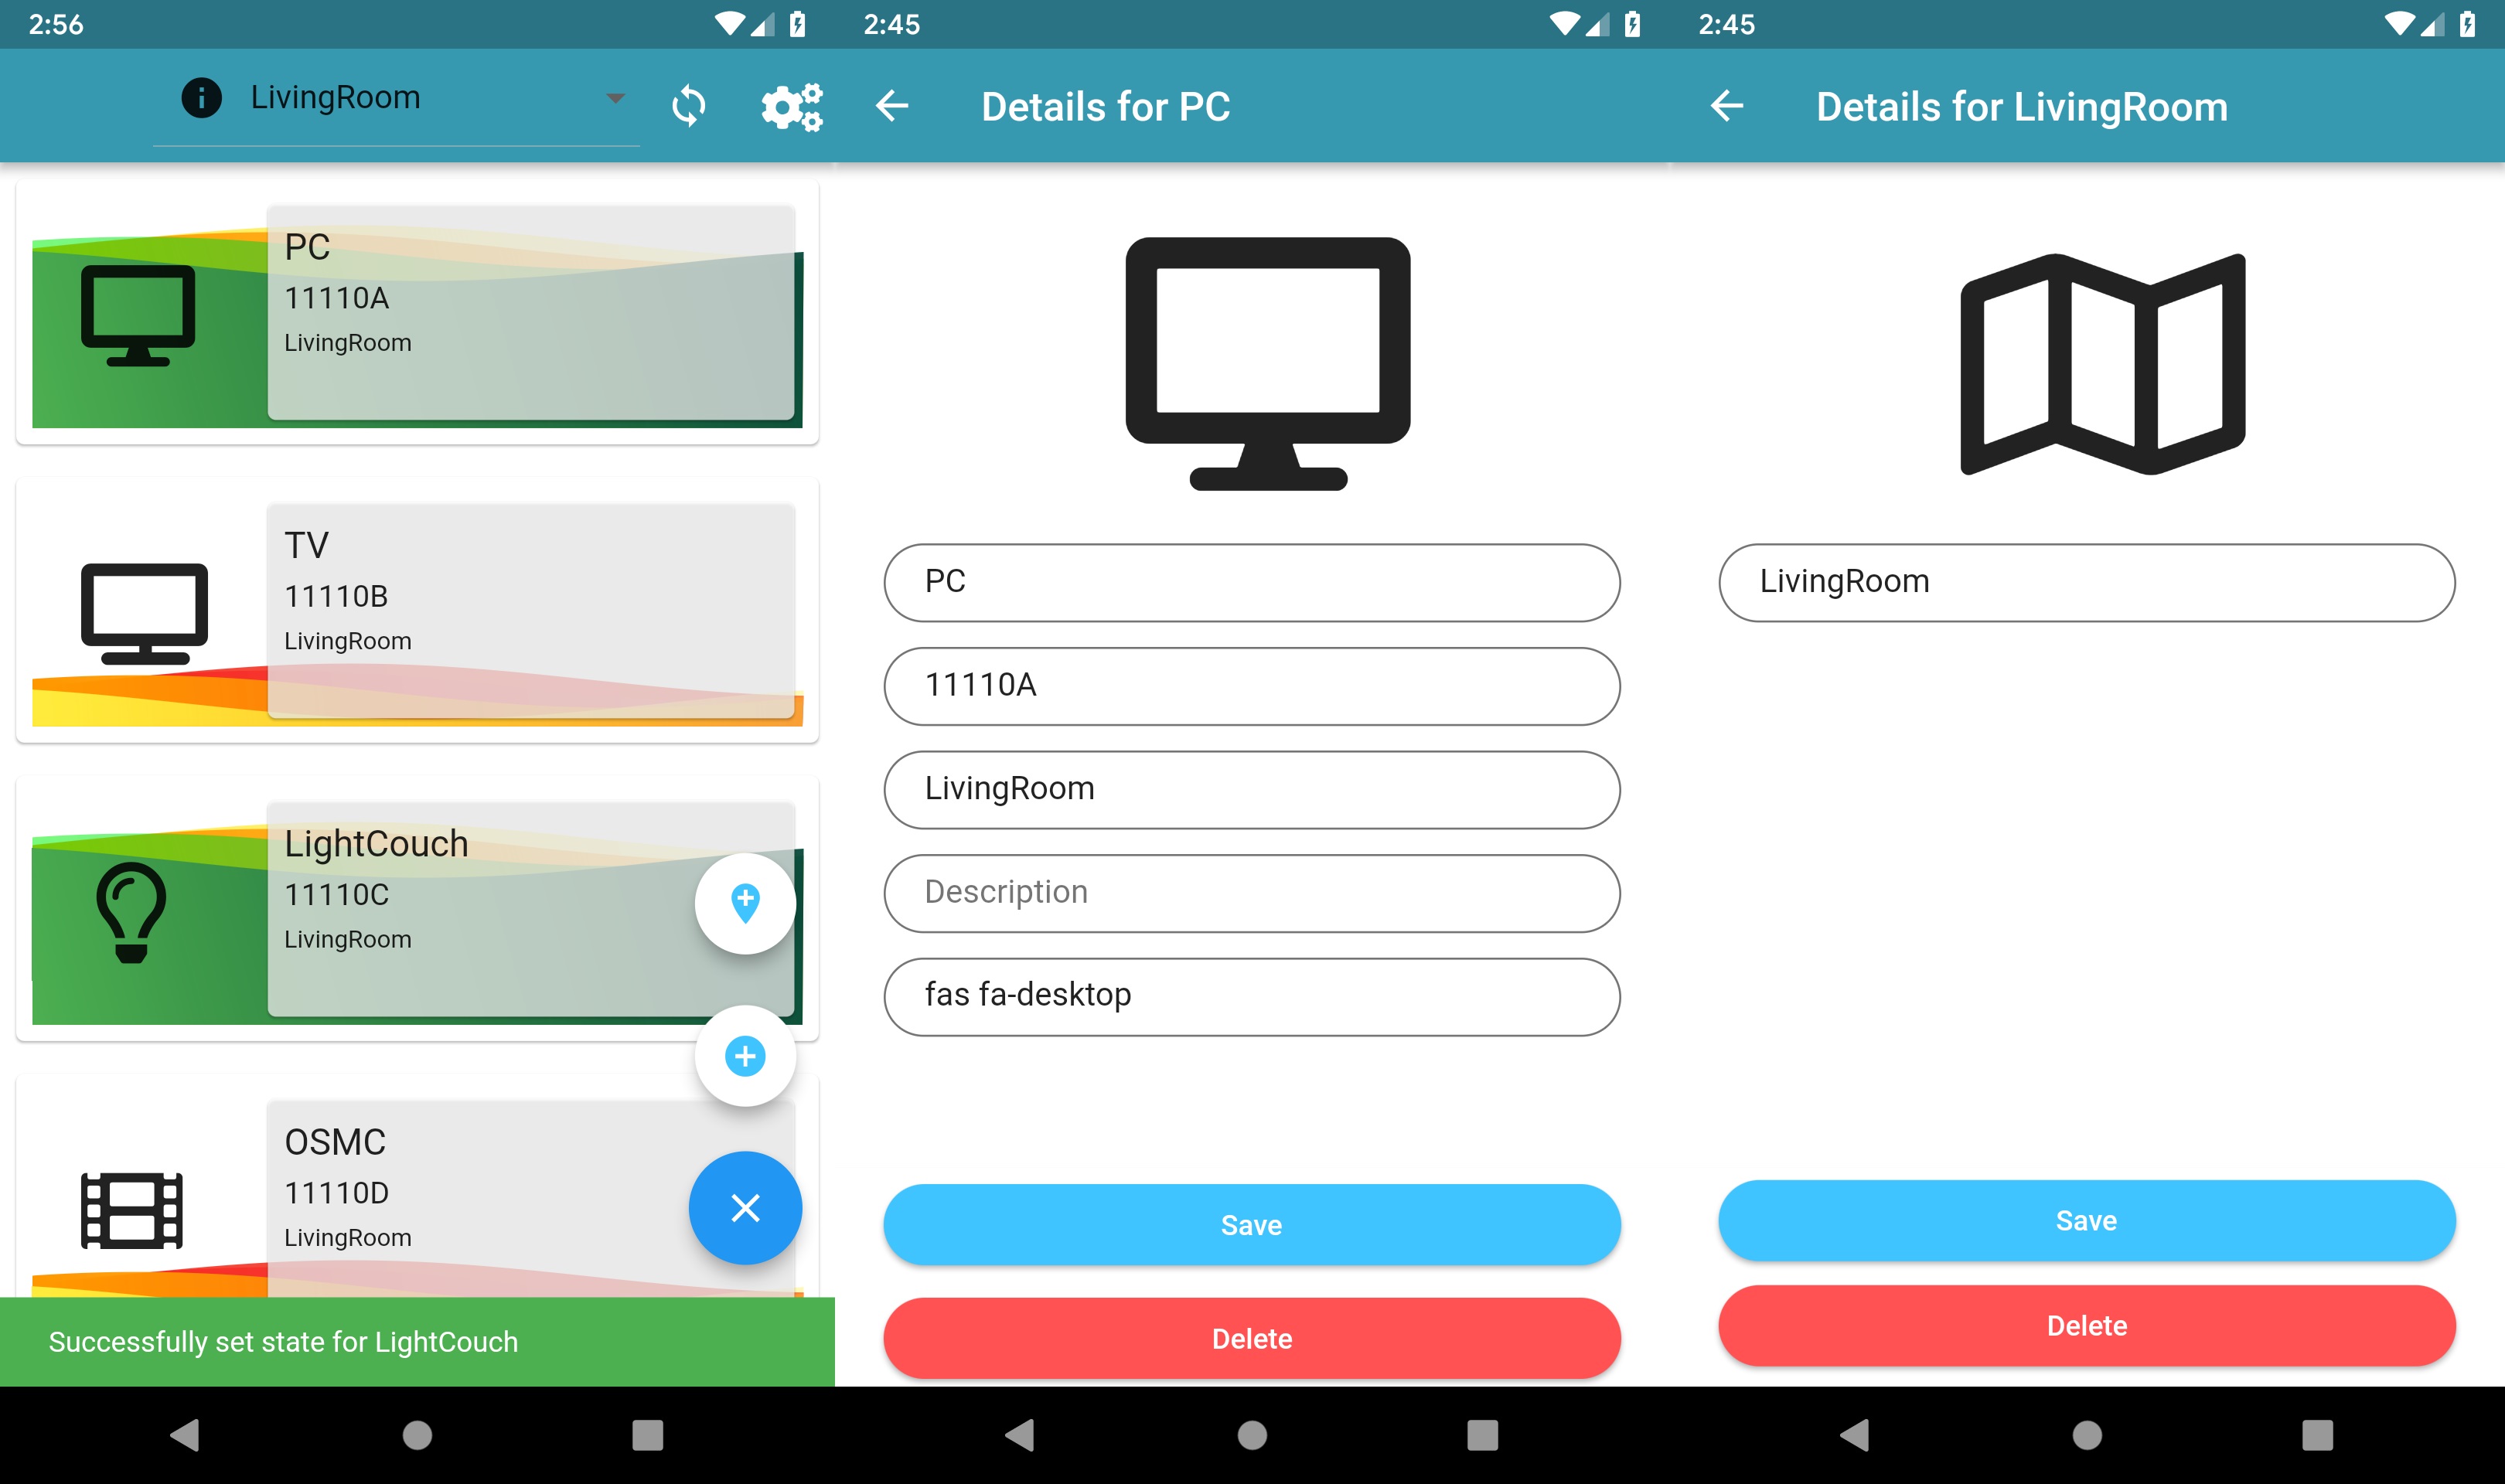 2:56
LivingRoom
PC
11110A
LivingRoom
TV
11110B
LivingRoom
LightCouch
11110C
LivingRoom
OSMC
11110D
LivingRoom
Successfully set state for LightCouch
2:45
Details for PC
PC
11110A
LivingRoom
Description
fas fa-desktop
Save
Delete
2:45
Details for LivingRoom
LivingRoom
Save
Delete